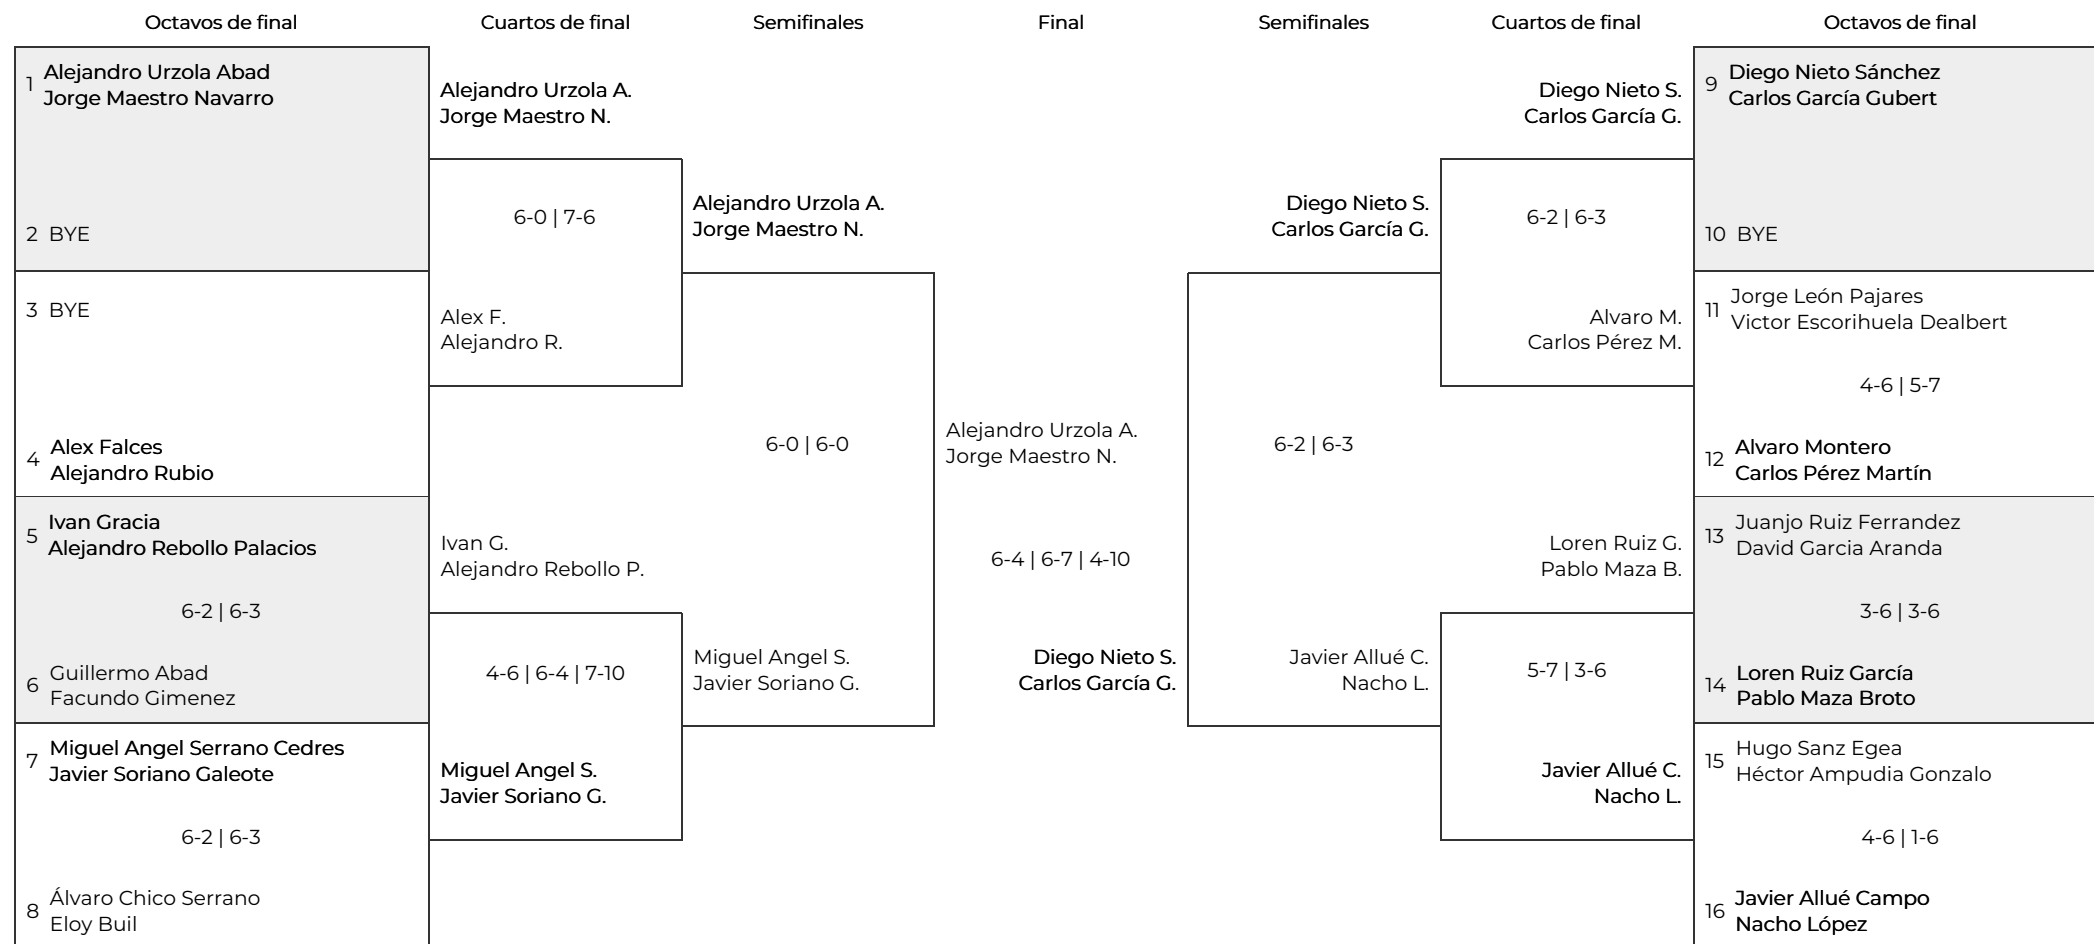 Octavos de final
Cuartos de final
Semifinales
Final
Semifinales
Cuartos de final
Octavos de final
1
Alejandro Urzola Abad
Jorge Maestro Navarro
2 BYE
3 BYE
4
Alex Falces
Alejandro Rubio
5
Ivan Gracia
Alejandro Rebollo Palacios
6-2 | 6-3
6
Guillermo Abad
Facundo Gimenez
7
Miguel Angel Serrano Cedres
Javier Soriano Galeote
6-2 | 6-3
8
Álvaro Chico Serrano
Eloy Buil
Alejandro Urzola A.
Jorge Maestro N.
6-0 | 7-6
Alex F.
Alejandro R.
Ivan G.
Alejandro Rebollo P.
4-6 | 6-4 | 7-10
Miguel Angel S.
Javier Soriano G.
Alejandro Urzola A.
Jorge Maestro N.
6-0 | 6-0
Miguel Angel S.
Javier Soriano G.
Alejandro Urzola A.
Jorge Maestro N.
6-4 | 6-7 | 4-10
Diego Nieto S.
Carlos García G.
Diego Nieto S.
Carlos García G.
6-2 | 6-3
Javier Allué C.
Nacho L.
Diego Nieto S.
Carlos García G.
6-2 | 6-3
Alvaro M.
Carlos Pérez M.
Loren Ruiz G.
Pablo Maza B.
5-7 | 3-6
Javier Allué C.
Nacho L.
9
Diego Nieto Sánchez
Carlos García Gubert
10 BYE
11
Jorge León Pajares
Victor Escorihuela Dealbert
4-6 | 5-7
12
Alvaro Montero
Carlos Pérez Martín
13
Juanjo Ruiz Ferrandez
David Garcia Aranda
3-6 | 3-6
14
Loren Ruiz García
Pablo Maza Broto
15
Hugo Sanz Egea
Héctor Ampudia Gonzalo
4-6 | 1-6
16
Javier Allué Campo
Nacho López